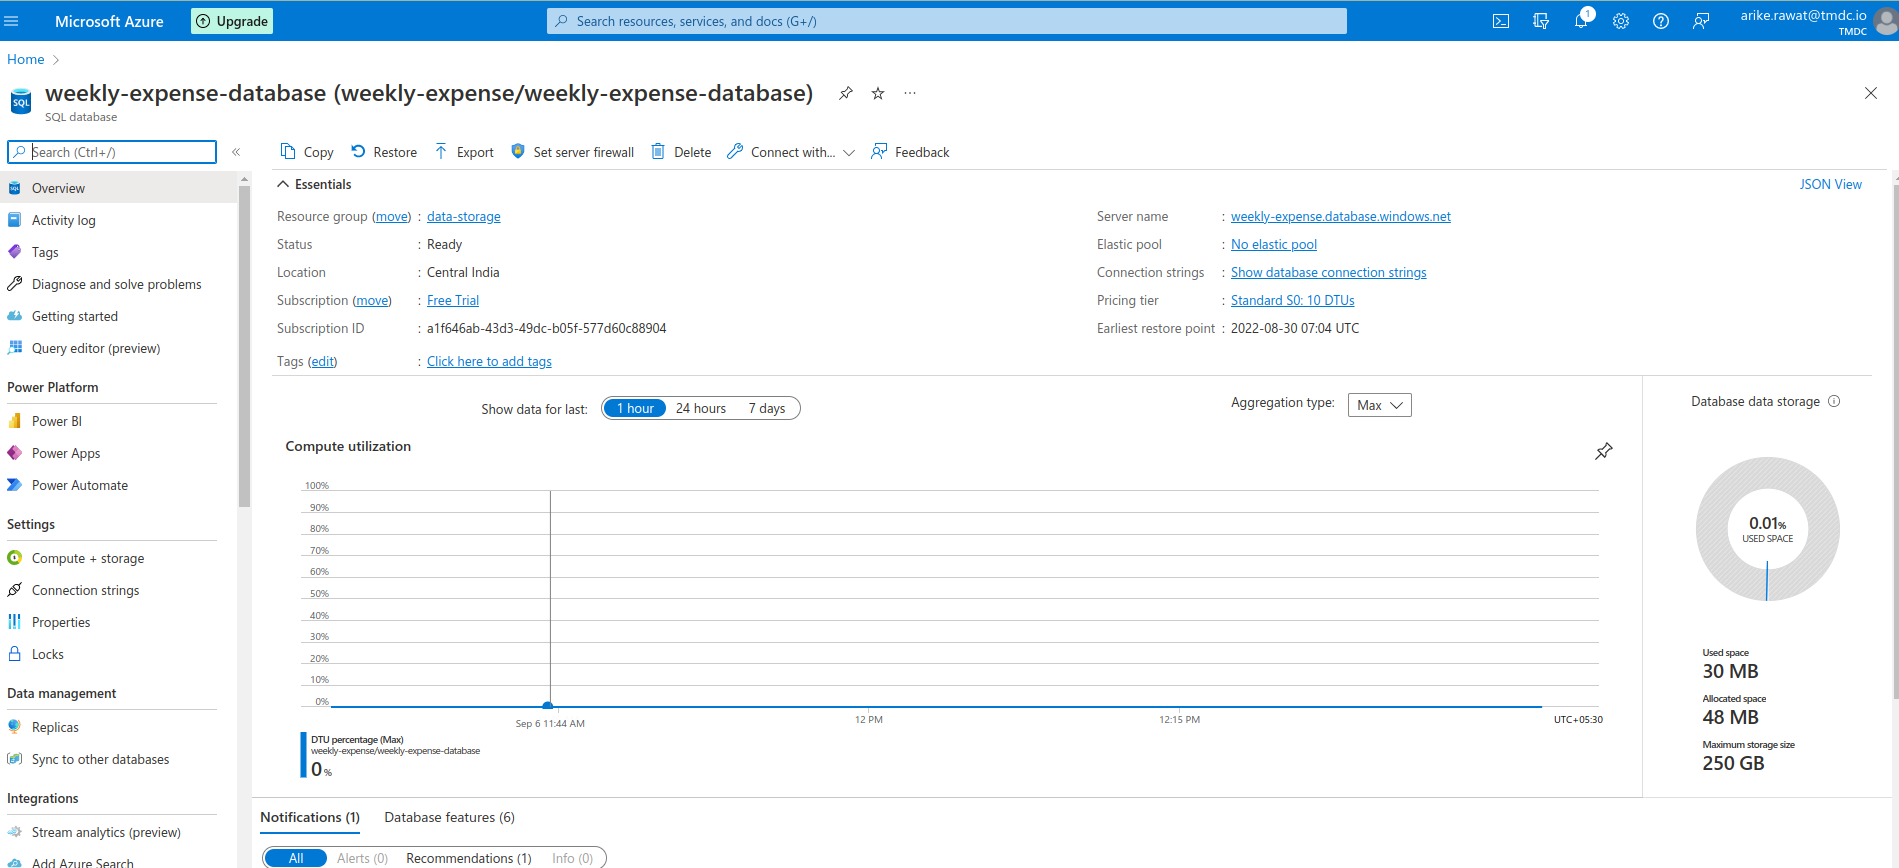 Microsoft Azure
Upgrade
Search resources, services, and docs (G+/)
1
arike.rawat@tmdc.io
TMDC
Home
weekly-expense-database (weekly-expense/weekly-expense-database)
SQL
SQL database
Search (Ctrl+/)
Overview
Activity log
Tags
Diagnose and solve problems
Getting started
Query editor (preview)
Power Platform
Power BI
Power Apps
Power Automate
Settings
Compute + storage
Connection strings
Properties
Locks
Data management
Replicas
Sync to other databases
Integrations
Stream analytics (preview)
Add Azure Search
Copy
Restore
Export
Set server firewall
Delete
Connect with...
Feedback
Essentials
JSON View
Resource group (move) : data-storage
Status : Ready
Location : Central India
Subscription (move) : Free Trial
Subscription ID : a1f646ab-43d3-49dc-b05f-577d60c88904
Tags (edit) : Click here to add tags
Server name : weekly-expense.database.windows.net
Elastic pool : No elastic pool
Connection strings : Show database connection strings
Pricing tier : Standard S0: 10 DTUs
Earliest restore point : 2022-08-30 07:04 UTC
Show data for last: 1 hour 24 hours 7 days
Aggregation type: Max
Compute utilization
100%
90%
80%
70%
60%
50%
40%
30%
20%
10%
0%
Sep 6 11:44 AM
12 PM
12:15 PM
UTC+05:30
DTU percentage (Max)
weekly-expense/weekly-expense-database
0 %
Database data storage
0.01%
USED SPACE
Used space
30 MB
Allocated space
48 MB
Maximum storage size
250 GB
Notifications (1)
Database features (6)
All
Alerts (0)
Recommendations (1)
Info (0)